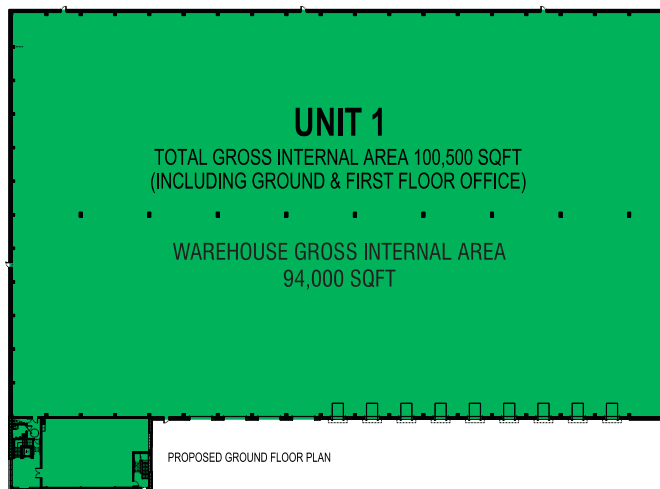 UNIT 1
TOTAL GROSS INTERNAL AREA 100,500 SQFT
(INCLUDING GROUND & FIRST FLOOR OFFICE)
WAREHOUSE GROSS INTERNAL AREA
94,000 SQFT
PROPOSED GROUND FLOOR PLAN